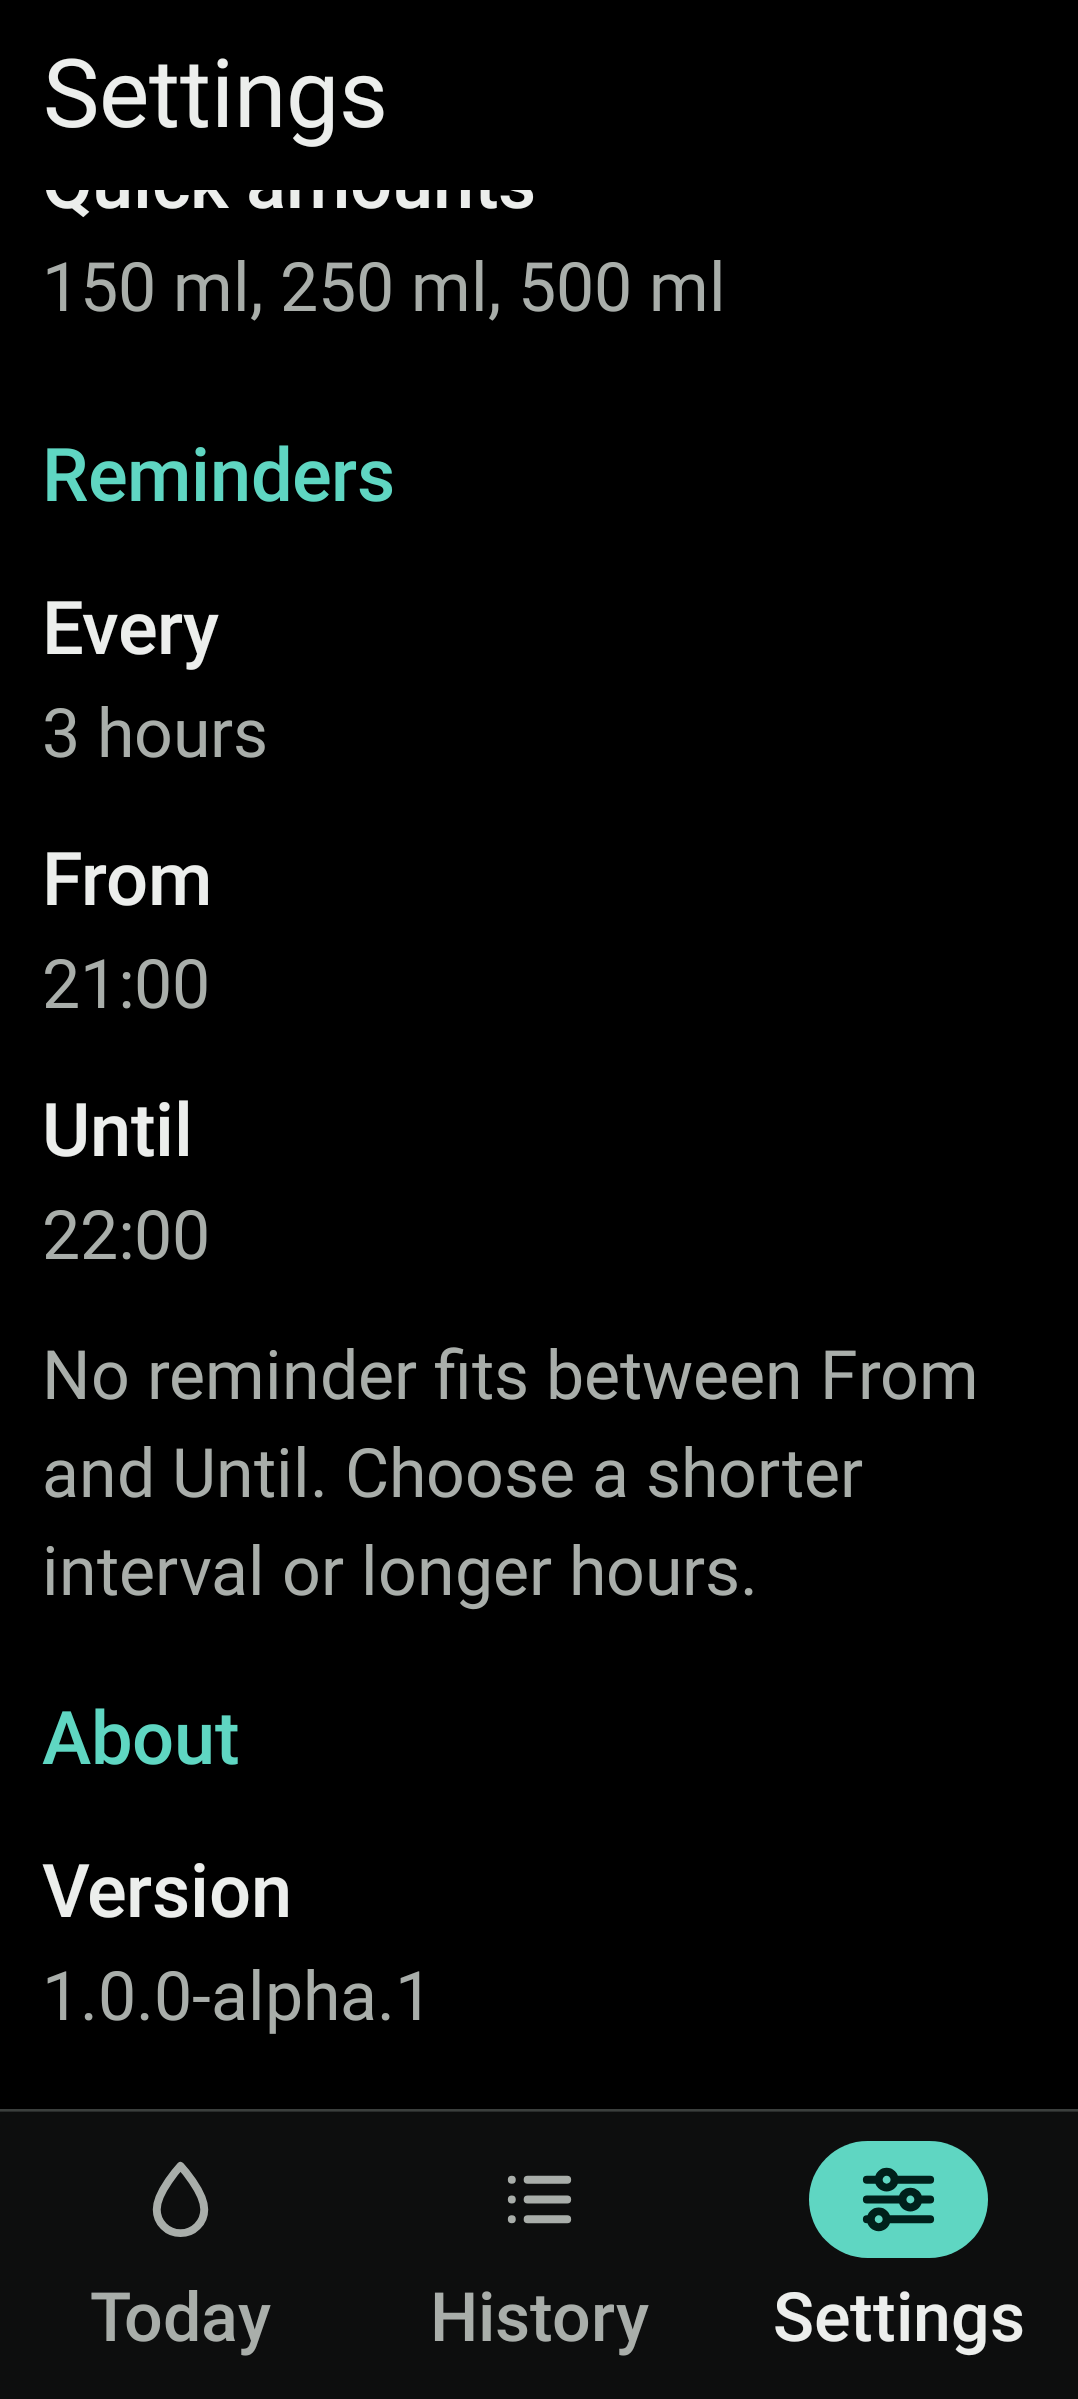 Settings
Quick amounts
150 ml, 250 ml, 500 ml
Reminders
Every
3 hours
From
21:00
Until
22:00
No reminder fits between From
and Until. Choose a shorter
interval or longer hours.
About
Version
1.0.0-alpha.1
Today
History
Settings